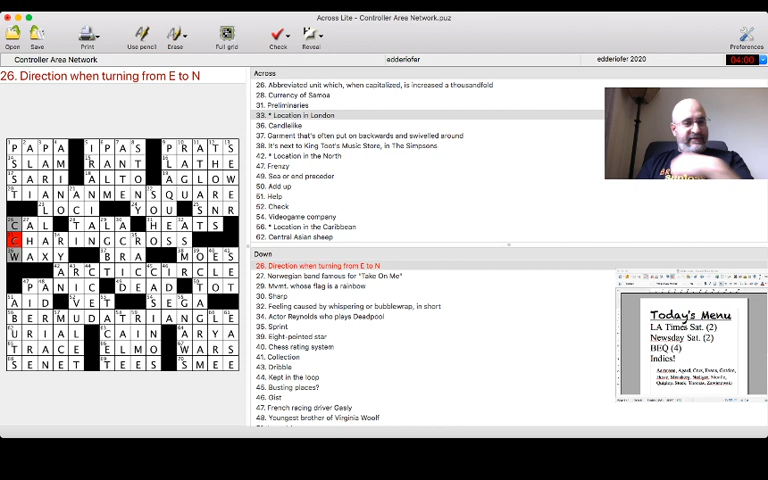 Across Lite - Controller Area Network.puz
Open Save Print Use pencil Erase Full grid Check Reveal Preferences
Controller Area Network edderiofer edderiofer 2020 04:00
26. Direction when turning from E to N
PAPA IPAS PRATS
SLAM RANT LATHE
SARI ALTO AGLOW
TIANANMENSQUARE
LOCI YOU SNR
CAL TALA HEATS
CHARINGCROSS
WAXY BRA MOES
ARCTICCIRCLE
PANIC DEAD TOT
AID VET SEGA
BERMUDATRIANGLE
URIAL CAIN ARYA
TRACE ELMO WARS
SENET TEES SMEE
Across
26. Abbreviated unit which, when capitalized, is increased a thousandfold
28. Currency of Samoa
31. Preliminaries
33. * Location in London
36. Candlelike
37. Garment that's often put on backwards and swivelled around
38. It's next to King Toot's Music Store, in The Simpsons
42. * Location in the North
47. Frenzy
49. Sea or end preceder
50. Add up
51. Help
52. Check
54. Videogame company
56. * Location in the Caribbean
62. Central Asian sheep
Down
26. Direction when turning from E to N
27. Norwegian band famous for "Take On Me"
29. Mvmt. whose flag is a rainbow
30. Sharp
32. Feeling caused by whispering or bubblewrap, in short
34. Actor Reynolds who plays Deadpool
35. Sprint
39. Eight-pointed star
40. Chess rating system
41. Collection
43. Dribble
44. Kept in the loop
45. Busting places?
46. Gist
47. French racing driver Gasly
48. Youngest brother of Virginia Woolf
Today's Menu
LA Times Sat. (2)
Newsday Sat. (2)
BEQ (4)
Indies!